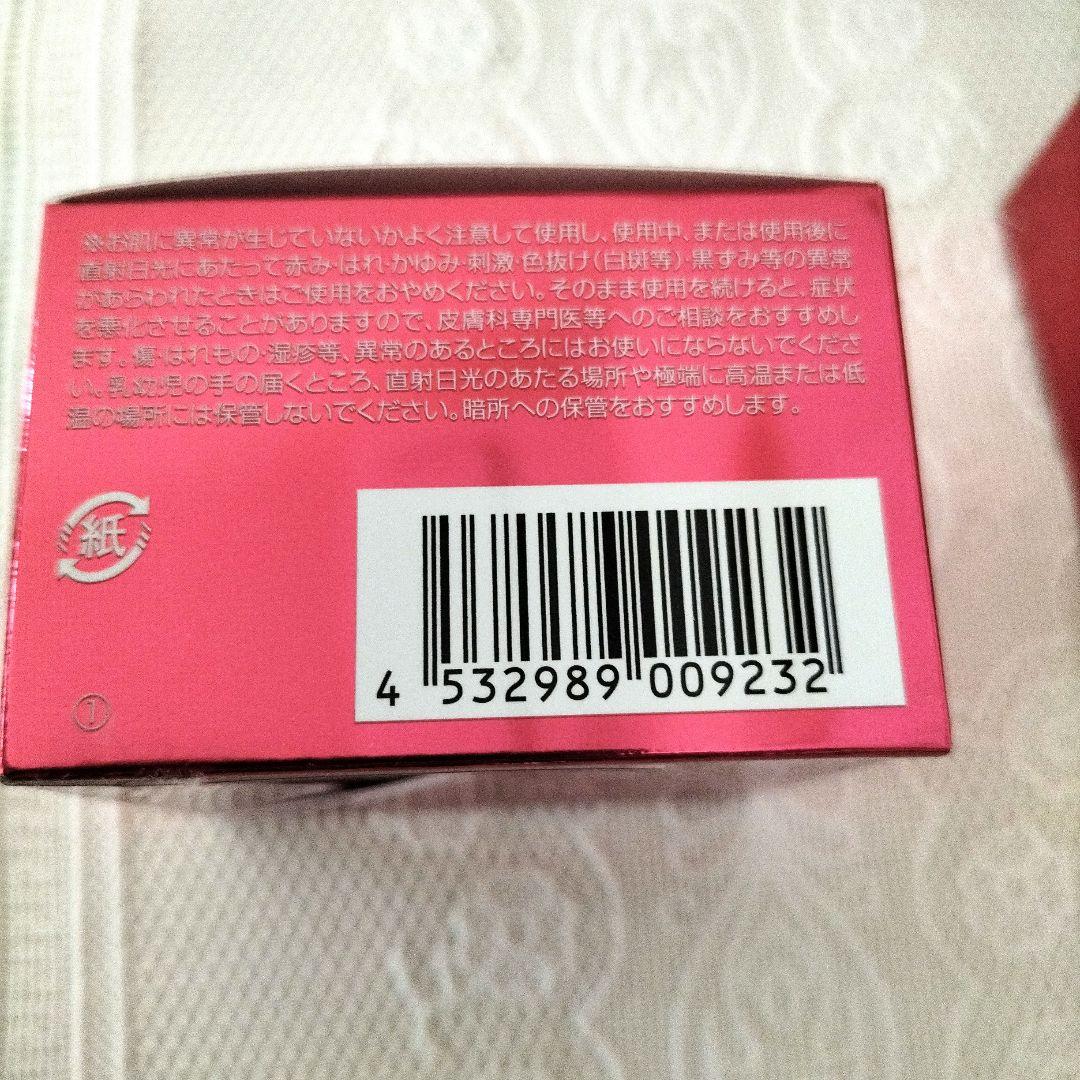 ※お肌に異常が生じていないかよく注意して使用し、使用中、または使用後に
直射日光にあたって赤み・はれ・かゆみ・刺激・色抜け(白斑等)・黒ずみ等の異常
があらわれたときはご使用をおやめください。そのまま使用を続けると、症状
を悪化させることがありますので、皮膚科専門医等へのご相談をおすすめし
ます。傷・はれもの・湿疹等、異常のあるところにはお使いにならないでくださ
い。乳幼児の手の届くところ、直射日光のあたる場所や極端に高温または低
温の場所には保管しないでください。暗所への保管をおすすめします。
紙
①
4 532989 009232